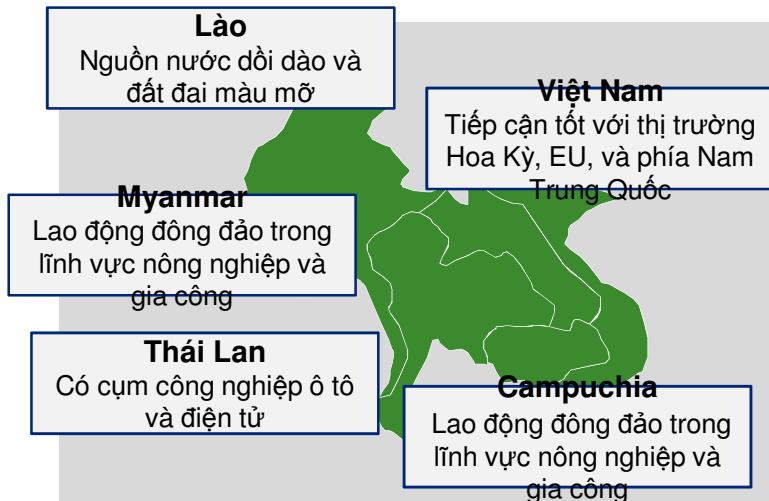 Lào
Nguồn nước dồi dào và
đất đai màu mỡ
Việt Nam
Tiếp cận tốt với thị trường
Hoa Kỳ, EU, và phía Nam
Trung Quốc
Myanmar
Lao động đông đảo trong
lĩnh vực nông nghiệp và
gia công
Thái Lan
Có cụm công nghiệp ô tô
và điện tử
Campuchia
Lao động đông đảo trong
lĩnh vực nông nghiệp và
gia công